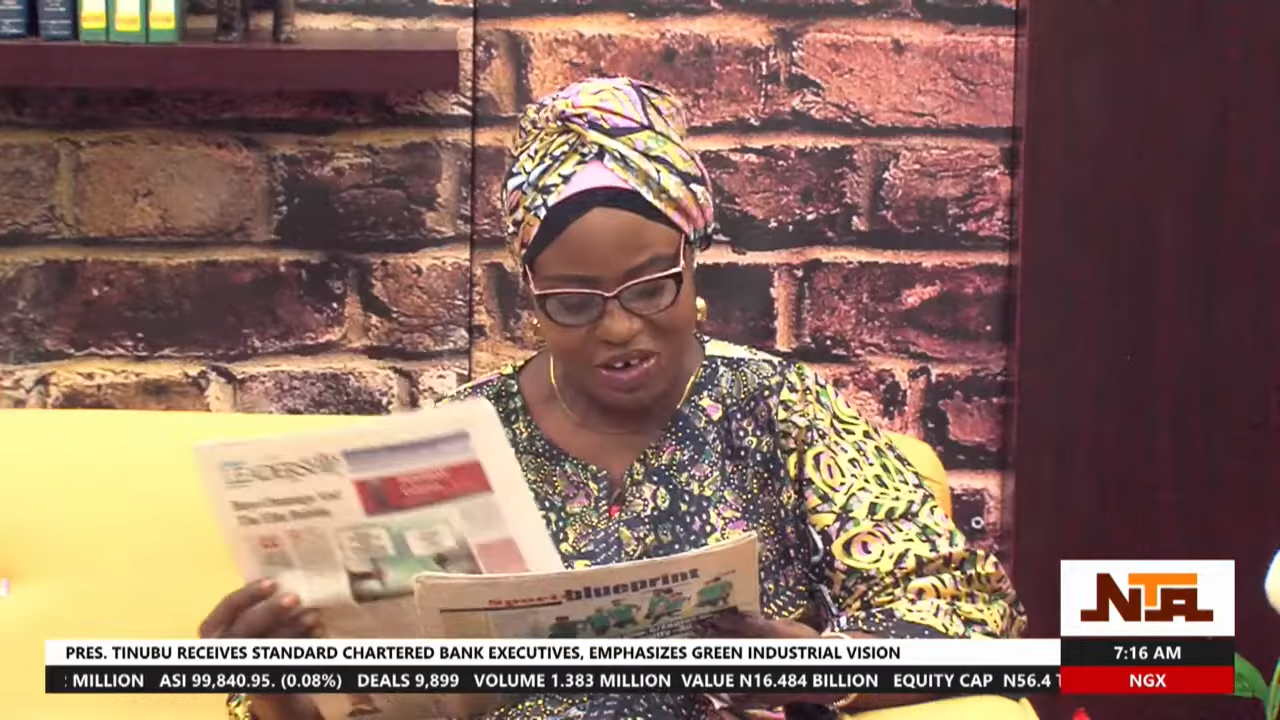 LEADERSHIP
Sport blueprint
NTA
PRES. TINUBU RECEIVES STANDARD CHARTERED BANK EXECUTIVES, EMPHASIZES GREEN INDUSTRIAL VISION
7:16 AM
: MILLION ASI 99,840.95. (0.08%) DEALS 9,899 VOLUME 1.383 MILLION VALUE N16.484 BILLION EQUITY CAP N56.4
NGX